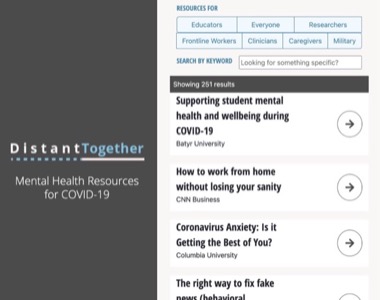 RESOURCES FOR
Educators Everyone Researchers
Frontline Workers Clinicians Caregivers Military
SEARCH BY KEYWORD Looking for something specific?
Showing 251 results
Supporting student mental
health and wellbeing during
COVID-19
Batyr University
How to work from home
without losing your sanity
CNN Business
Coronavirus Anxiety: Is it
Getting the Best of You?
Columbia University
The right way to fix fake
news (behavioral
DistantTogether
Mental Health Resources
for COVID-19